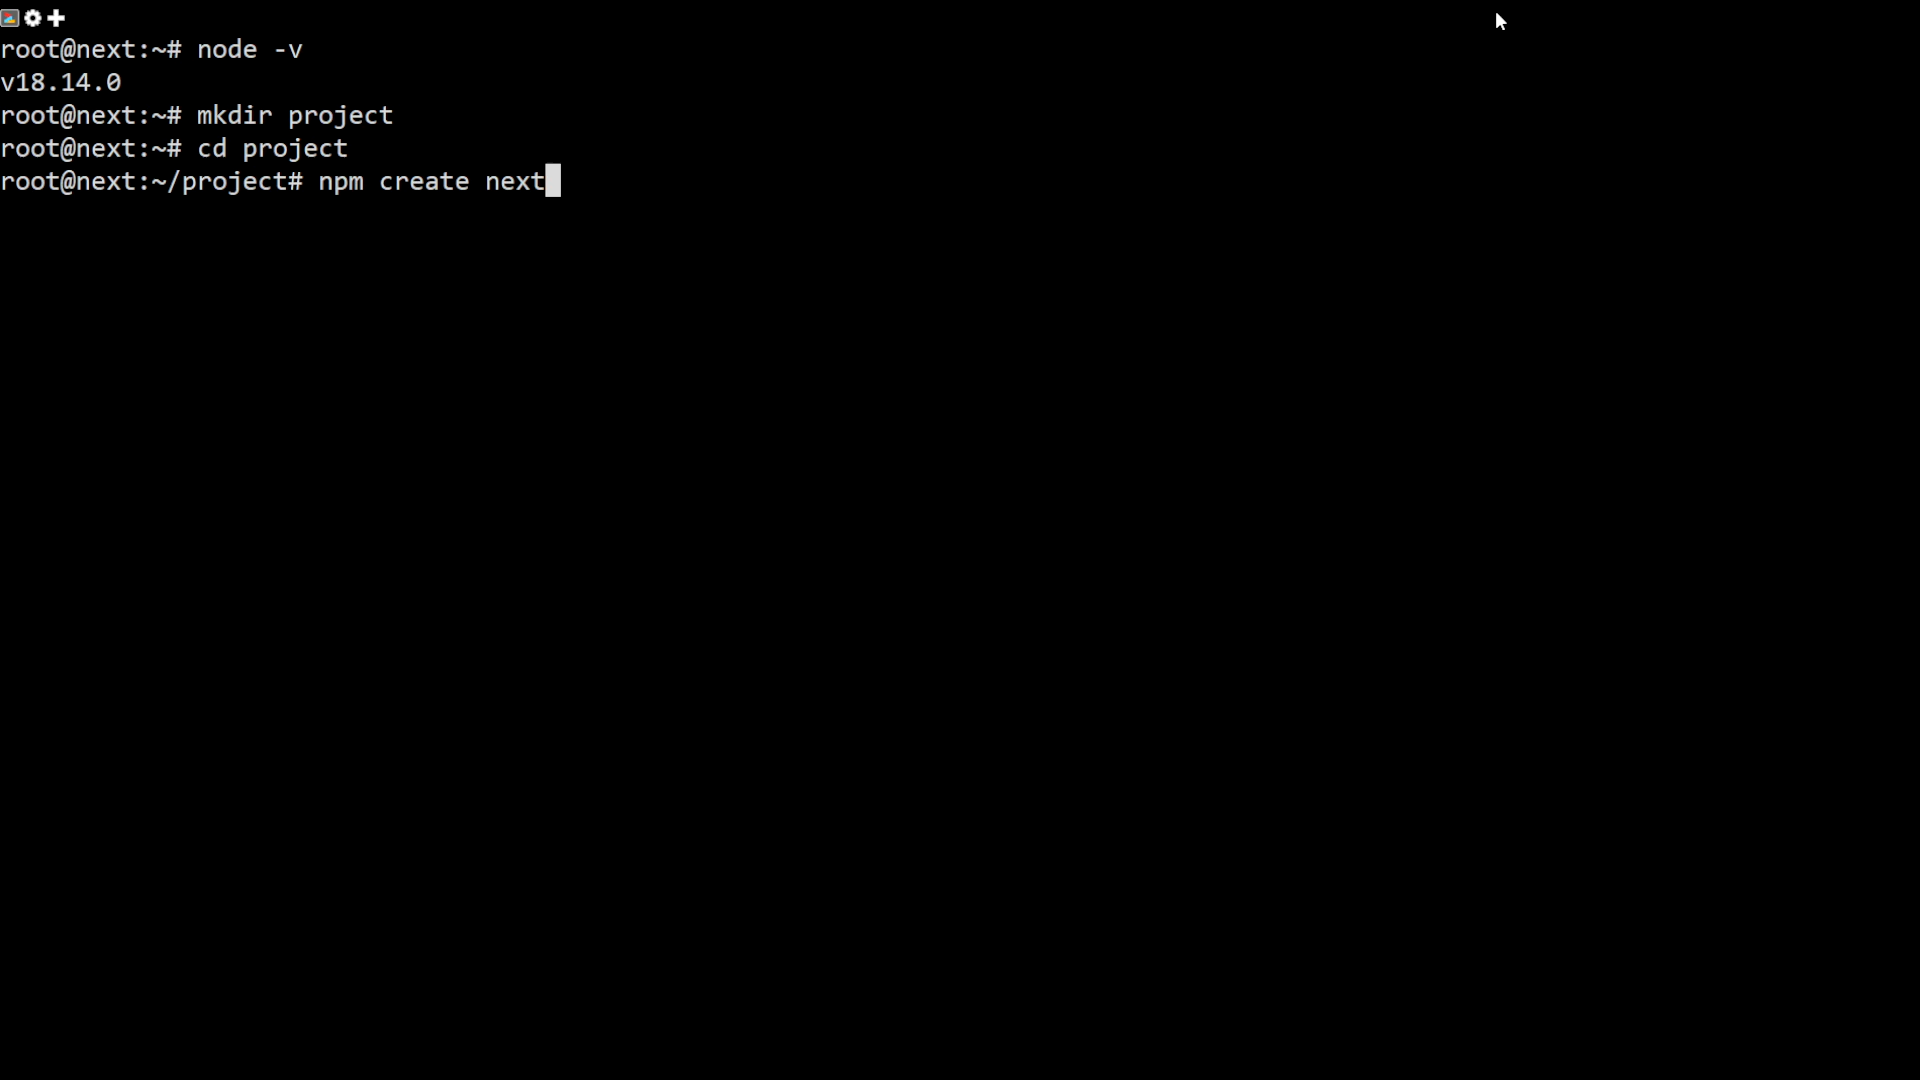 root@next:~# node -v
v18.14.0
root@next:~# mkdir project
root@next:~# cd project
root@next:~/project# npm create next